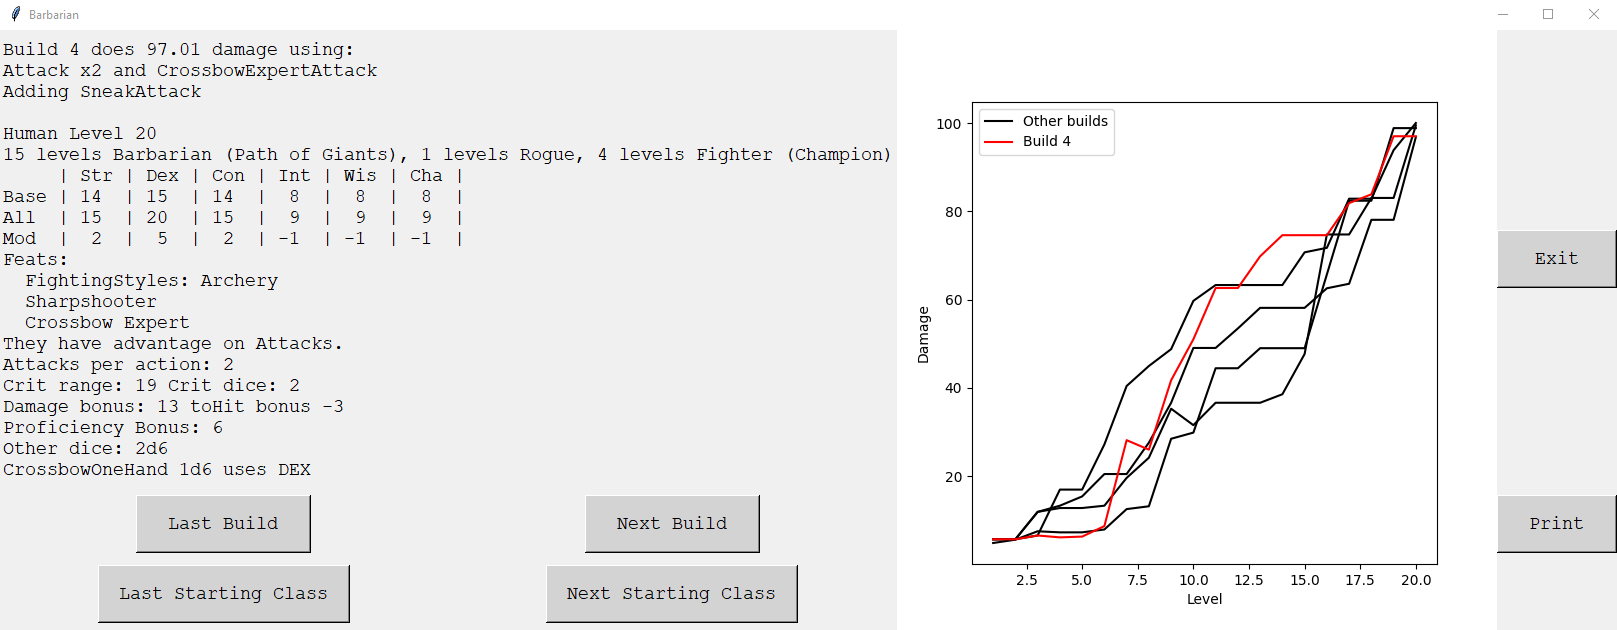 Barbarian
Build 4 does 97.01 damage using:
Attack x2 and CrossbowExpertAttack
Adding SneakAttack
Human Level 20
15 levels Barbarian (Path of Giants), 1 levels Rogue, 4 levels Fighter (Champion)
| Str | Dex | Con | Int | Wis | Cha |
Base | 14 | 15 | 14 | 8 | 8 | 8 |
All | 15 | 20 | 15 | 9 | 9 | 9 |
Mod | 2 | 5 | 2 | -1 | -1 | -1 |
Feats:
FightingStyles: Archery
Sharpshooter
Crossbow Expert
They have advantage on Attacks.
Attacks per action: 2
Crit range: 19 Crit dice: 2
Damage bonus: 13 toHit bonus -3
Proficiency Bonus: 6
Other dice: 2d6
CrossbowOneHand 1d6 uses DEX
Last Build
Next Build
Last Starting Class
Next Starting Class
Other builds
Build 4
100
80
60
40
20
Damage
2.5 5.0 7.5 10.0 12.5 15.0 17.5 20.0
Level
Exit
Print